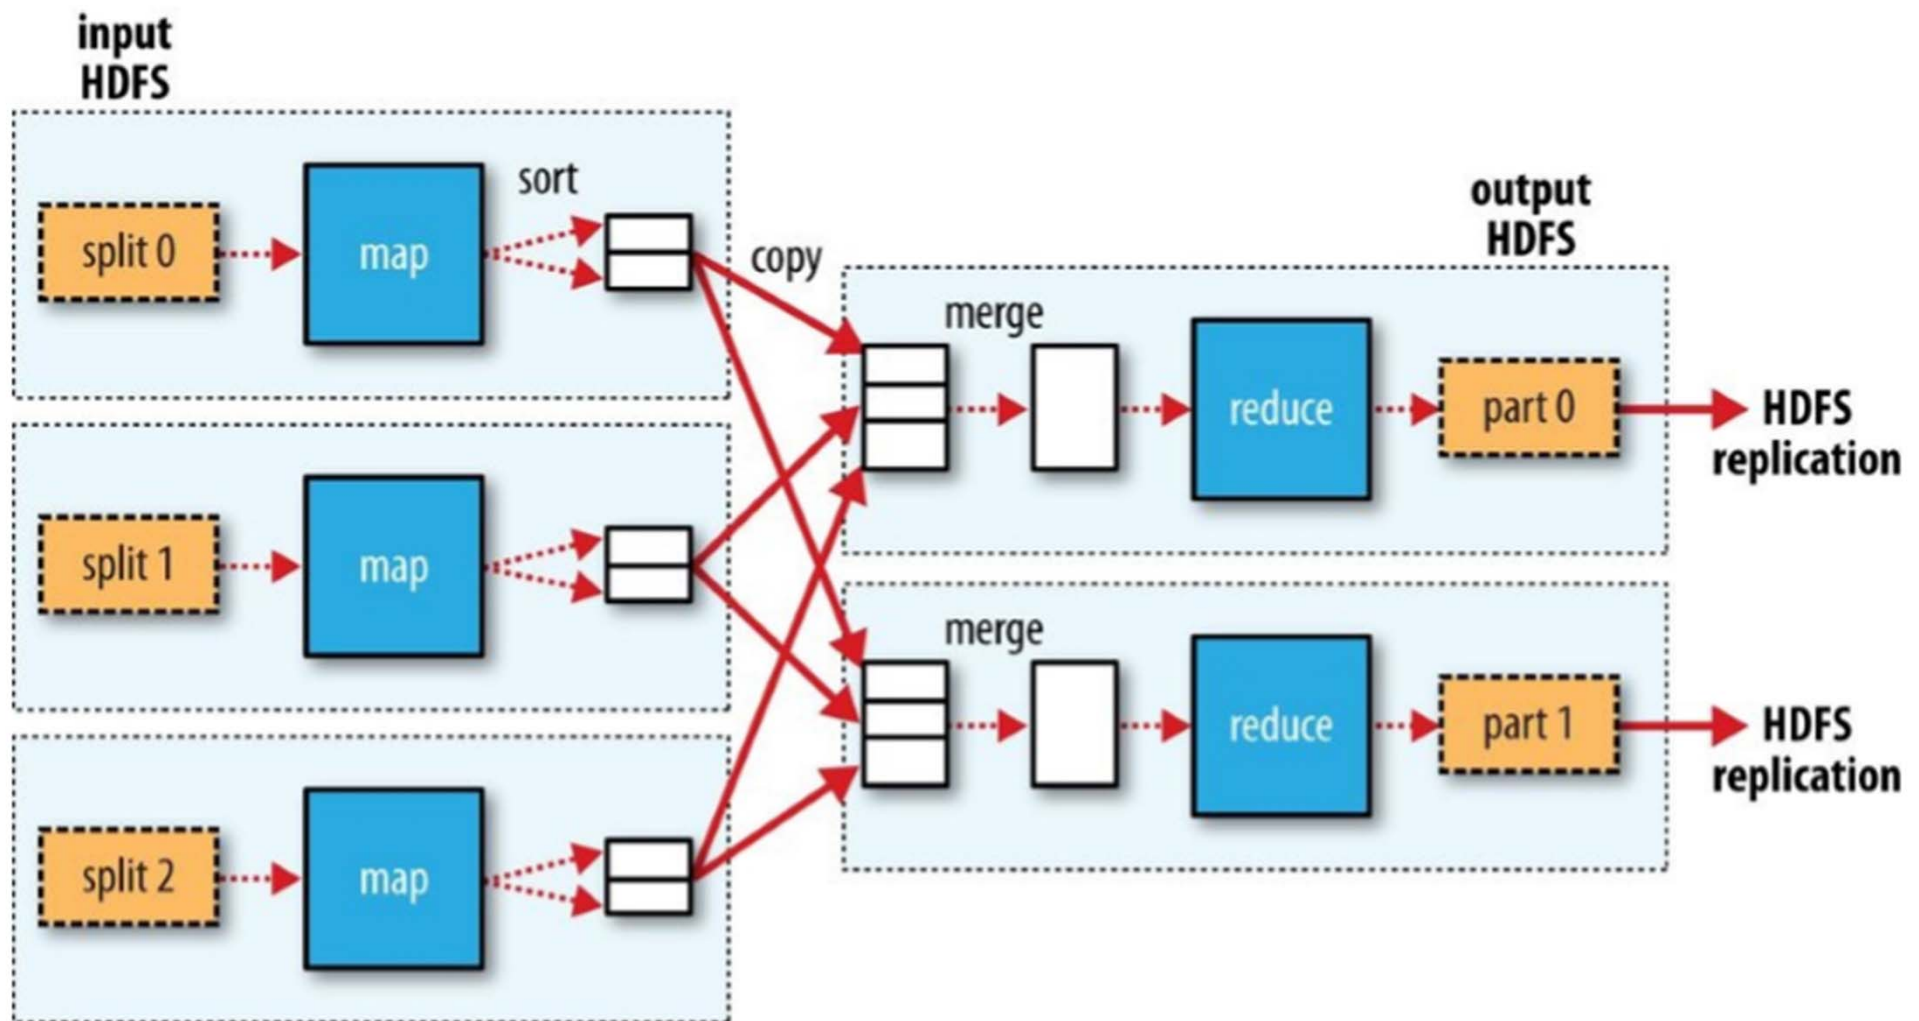 input
HDFS
split 0
map
sort
copy
split 1
map
split 2
map
output
HDFS
merge
reduce
part 0
HDFS
replication
merge
reduce
part 1
HDFS
replication